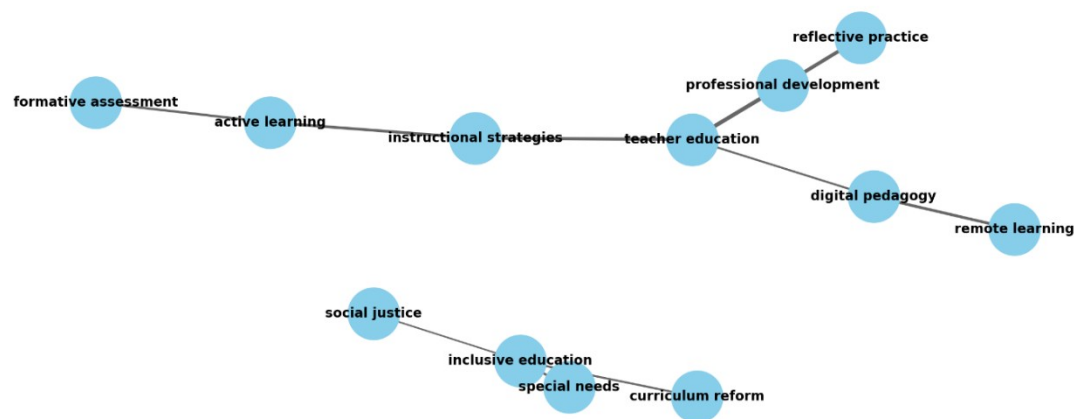 reflective practice
professional development
formative assessment
active learning
instructional strategies
teacher education
digital pedagogy
remote learning
social justice
inclusive education
special needs
curriculum reform